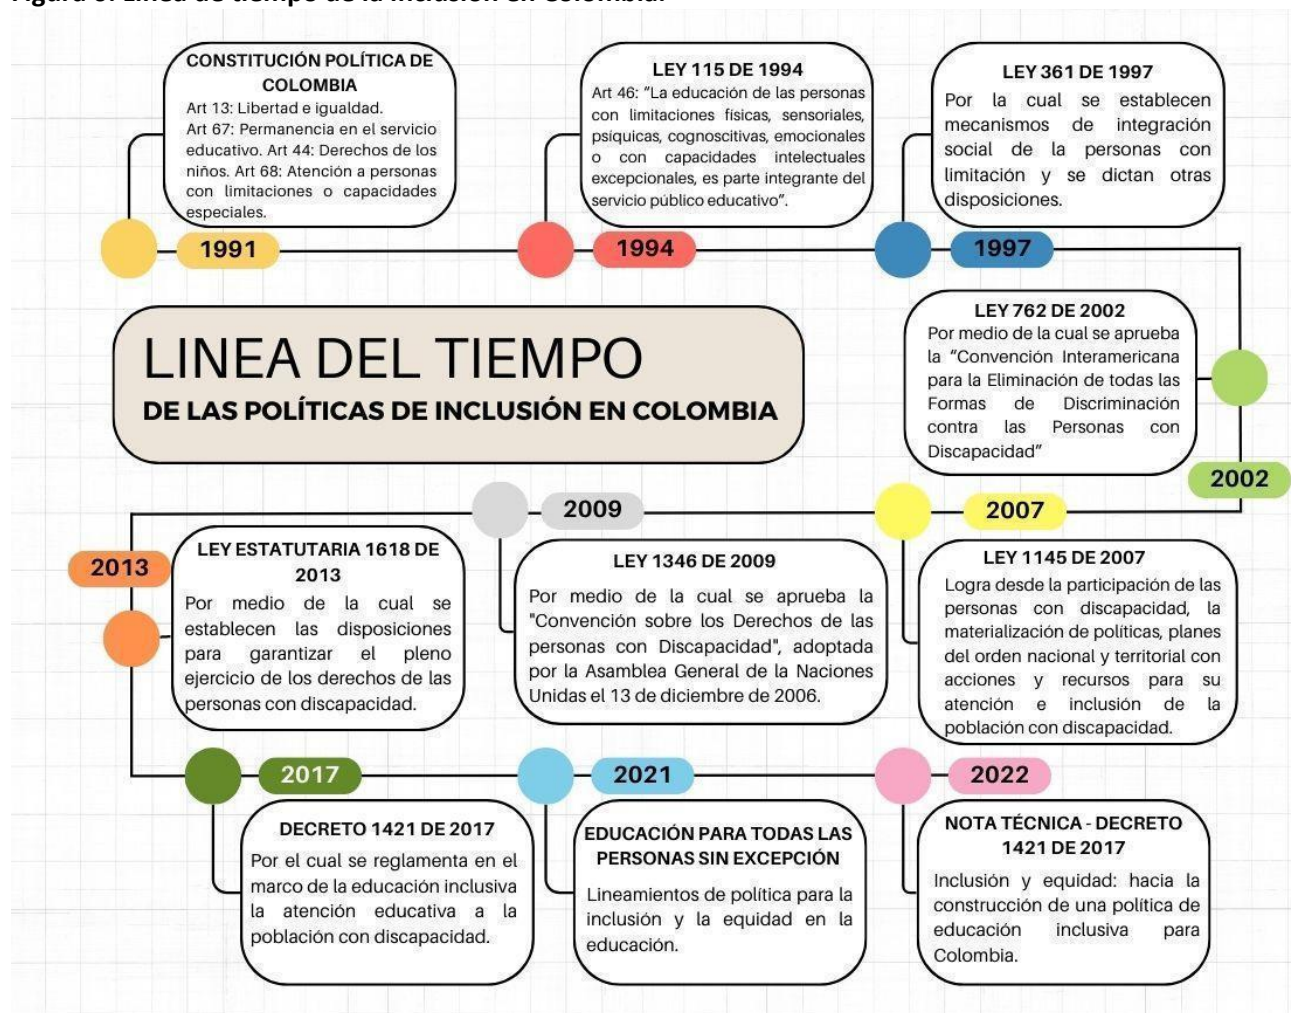 CONSTITUCIÓN POLÍTICA DE
COLOMBIA
Art 13: Libertad e igualdad.
Art 67: Permanencia en el servicio
educativo. Art 44: Derechos de los
niños. Art 68: Atención a personas
con limitaciones o capacidades
especiales.
1991
LEY 115 DE 1994
Art 46: “La educación de las personas
con limitaciones físicas, sensoriales,
psíquicas, cognoscitivas, emocionales
o con capacidades intelectuales
excepcionales, es parte integrante del
servicio público educativo”.
1994
LEY 361 DE 1997
Por la cual se establecen
mecanismos de integración
social de la personas con
limitación y se dictan otras
disposiciones.
1997
LINEA DEL TIEMPO
DE LAS POLÍTICAS DE INCLUSIÓN EN COLOMBIA
LEY 762 DE 2002
Por medio de la cual se aprueba
la “Convención Interamericana
para la Eliminación de todas las
Formas de Discriminación
contra las Personas con
Discapacidad”
2002
2007
LEY 1145 DE 2007
Logra desde la participación de las
personas con discapacidad, la
materialización de políticas, planes
del orden nacional y territorial con
acciones y recursos para su
atención e inclusión de la
población con discapacidad.
2009
LEY 1346 DE 2009
Por medio de la cual se aprueba la
"Convención sobre los Derechos de las
personas con Discapacidad", adoptada
por la Asamblea General de la Naciones
Unidas el 13 de diciembre de 2006.
2013
LEY ESTATUTARIA 1618 DE
2013
Por medio de la cual se
establecen las disposiciones
para garantizar el pleno
ejercicio de los derechos de las
personas con discapacidad.
2017
DECRETO 1421 DE 2017
Por el cual se reglamenta en el
marco de la educación inclusiva
la atención educativa a la
población con discapacidad.
2021
EDUCACIÓN PARA TODAS LAS
PERSONAS SIN EXCEPCIÓN
Lineamientos de política para la
inclusión y la equidad en la
educación.
2022
NOTA TÉCNICA - DECRETO
1421 DE 2017
Inclusión y equidad: hacia la
construcción de una política de
educación inclusiva para
Colombia.